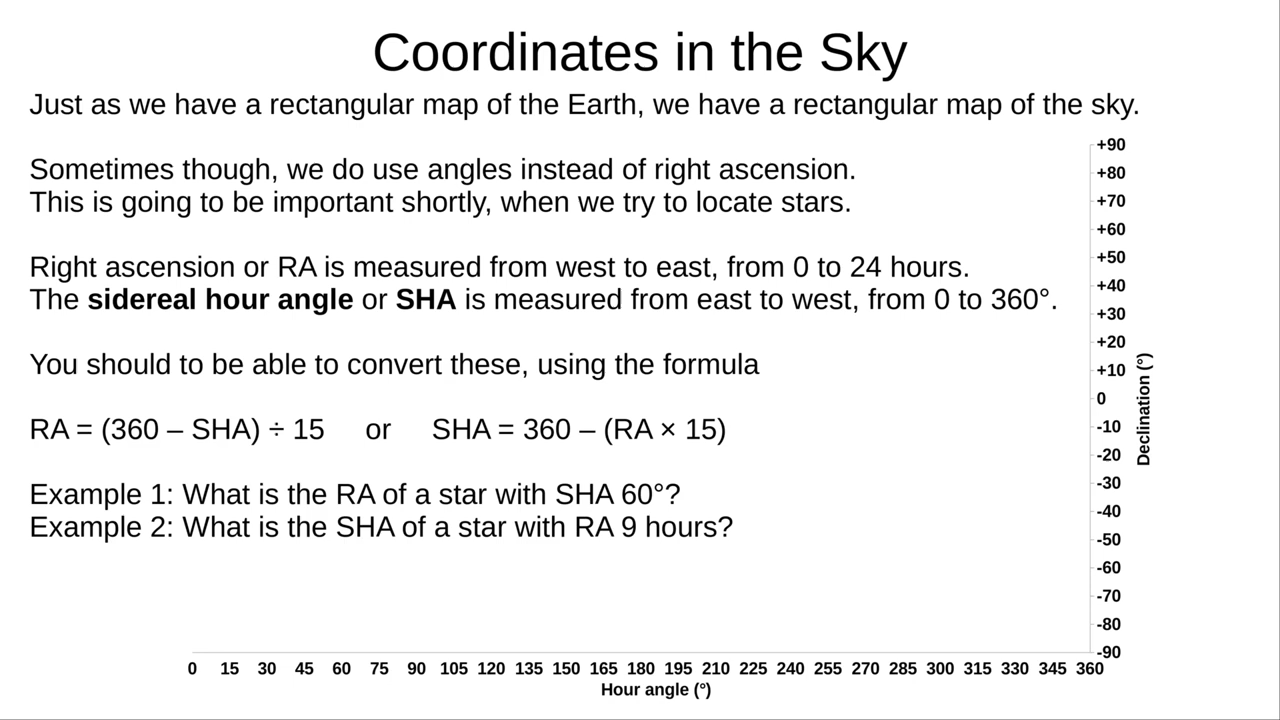 Coordinates in the Sky
Just as we have a rectangular map of the Earth, we have a rectangular map of the sky.
Sometimes though, we do use angles instead of right ascension.
This is going to be important shortly, when we try to locate stars.
Right ascension or RA is measured from west to east, from 0 to 24 hours.
The sidereal hour angle or SHA is measured from east to west, from 0 to 360°.
You should to be able to convert these, using the formula
RA = (360 – SHA) ÷ 15 or SHA = 360 – (RA × 15)
Example 1: What is the RA of a star with SHA 60°?
Example 2: What is the SHA of a star with RA 9 hours?
+90
+80
+70
+60
+50
+40
+30
+20
+10
0
-10
-20
-30
-40
-50
-60
-70
-80
-90
Declination (°)
0 15 30 45 60 75 90 105 120 135 150 165 180 195 210 225 240 255 270 285 300 315 330 345 360
Hour angle (°)